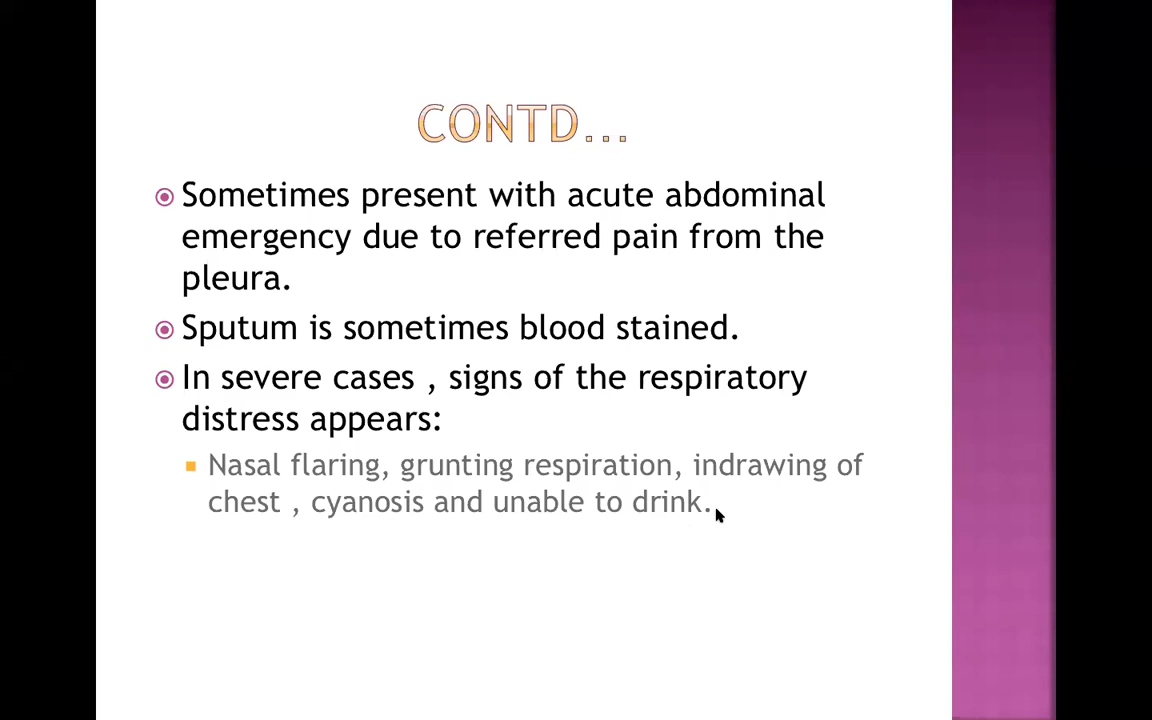 CONTD...
Sometimes present with acute abdominal
emergency due to referred pain from the
pleura.
Sputum is sometimes blood stained.
In severe cases , signs of the respiratory
distress appears:
Nasal flaring, grunting respiration, indrawing of
chest , cyanosis and unable to drink.